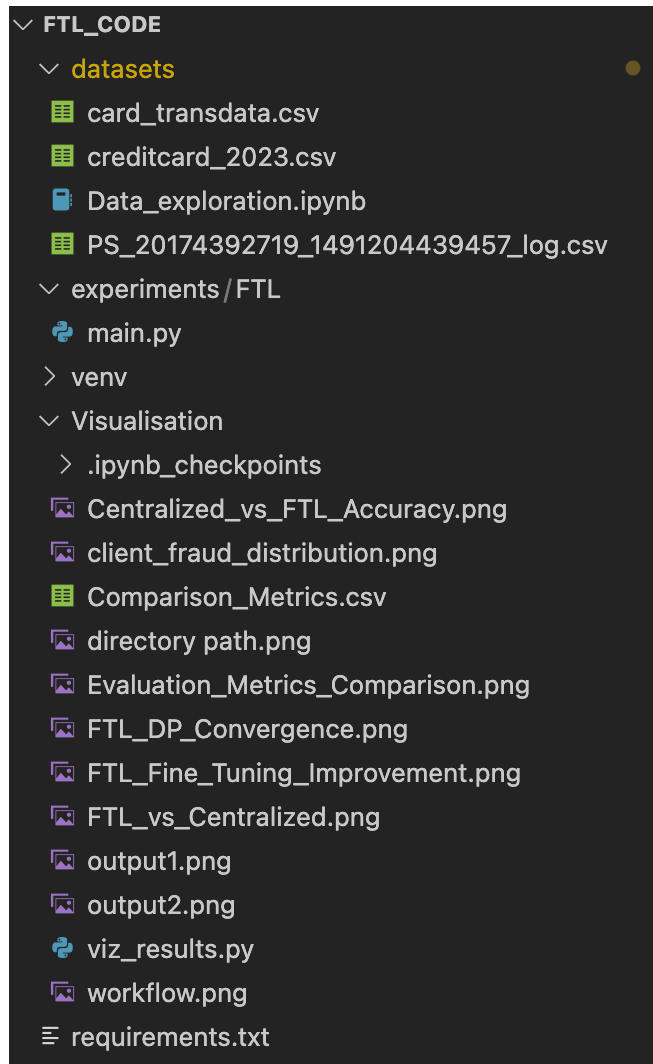 FTL_CODE
datasets
card_transdata.csv
creditcard_2023.csv
Data_exploration.ipynb
PS_20174392719_1491204439457_log.csv
experiments/FTL
main.py
venv
Visualisation
.ipynb_checkpoints
Centralized_vs_FTL_Accuracy.png
client_fraud_distribution.png
Comparison_Metrics.csv
directory path.png
Evaluation_Metrics_Comparison.png
FTL_DP_Convergence.png
FTL_Fine_Tuning_Improvement.png
FTL_vs_Centralized.png
output1.png
output2.png
viz_results.py
workflow.png
requirements.txt